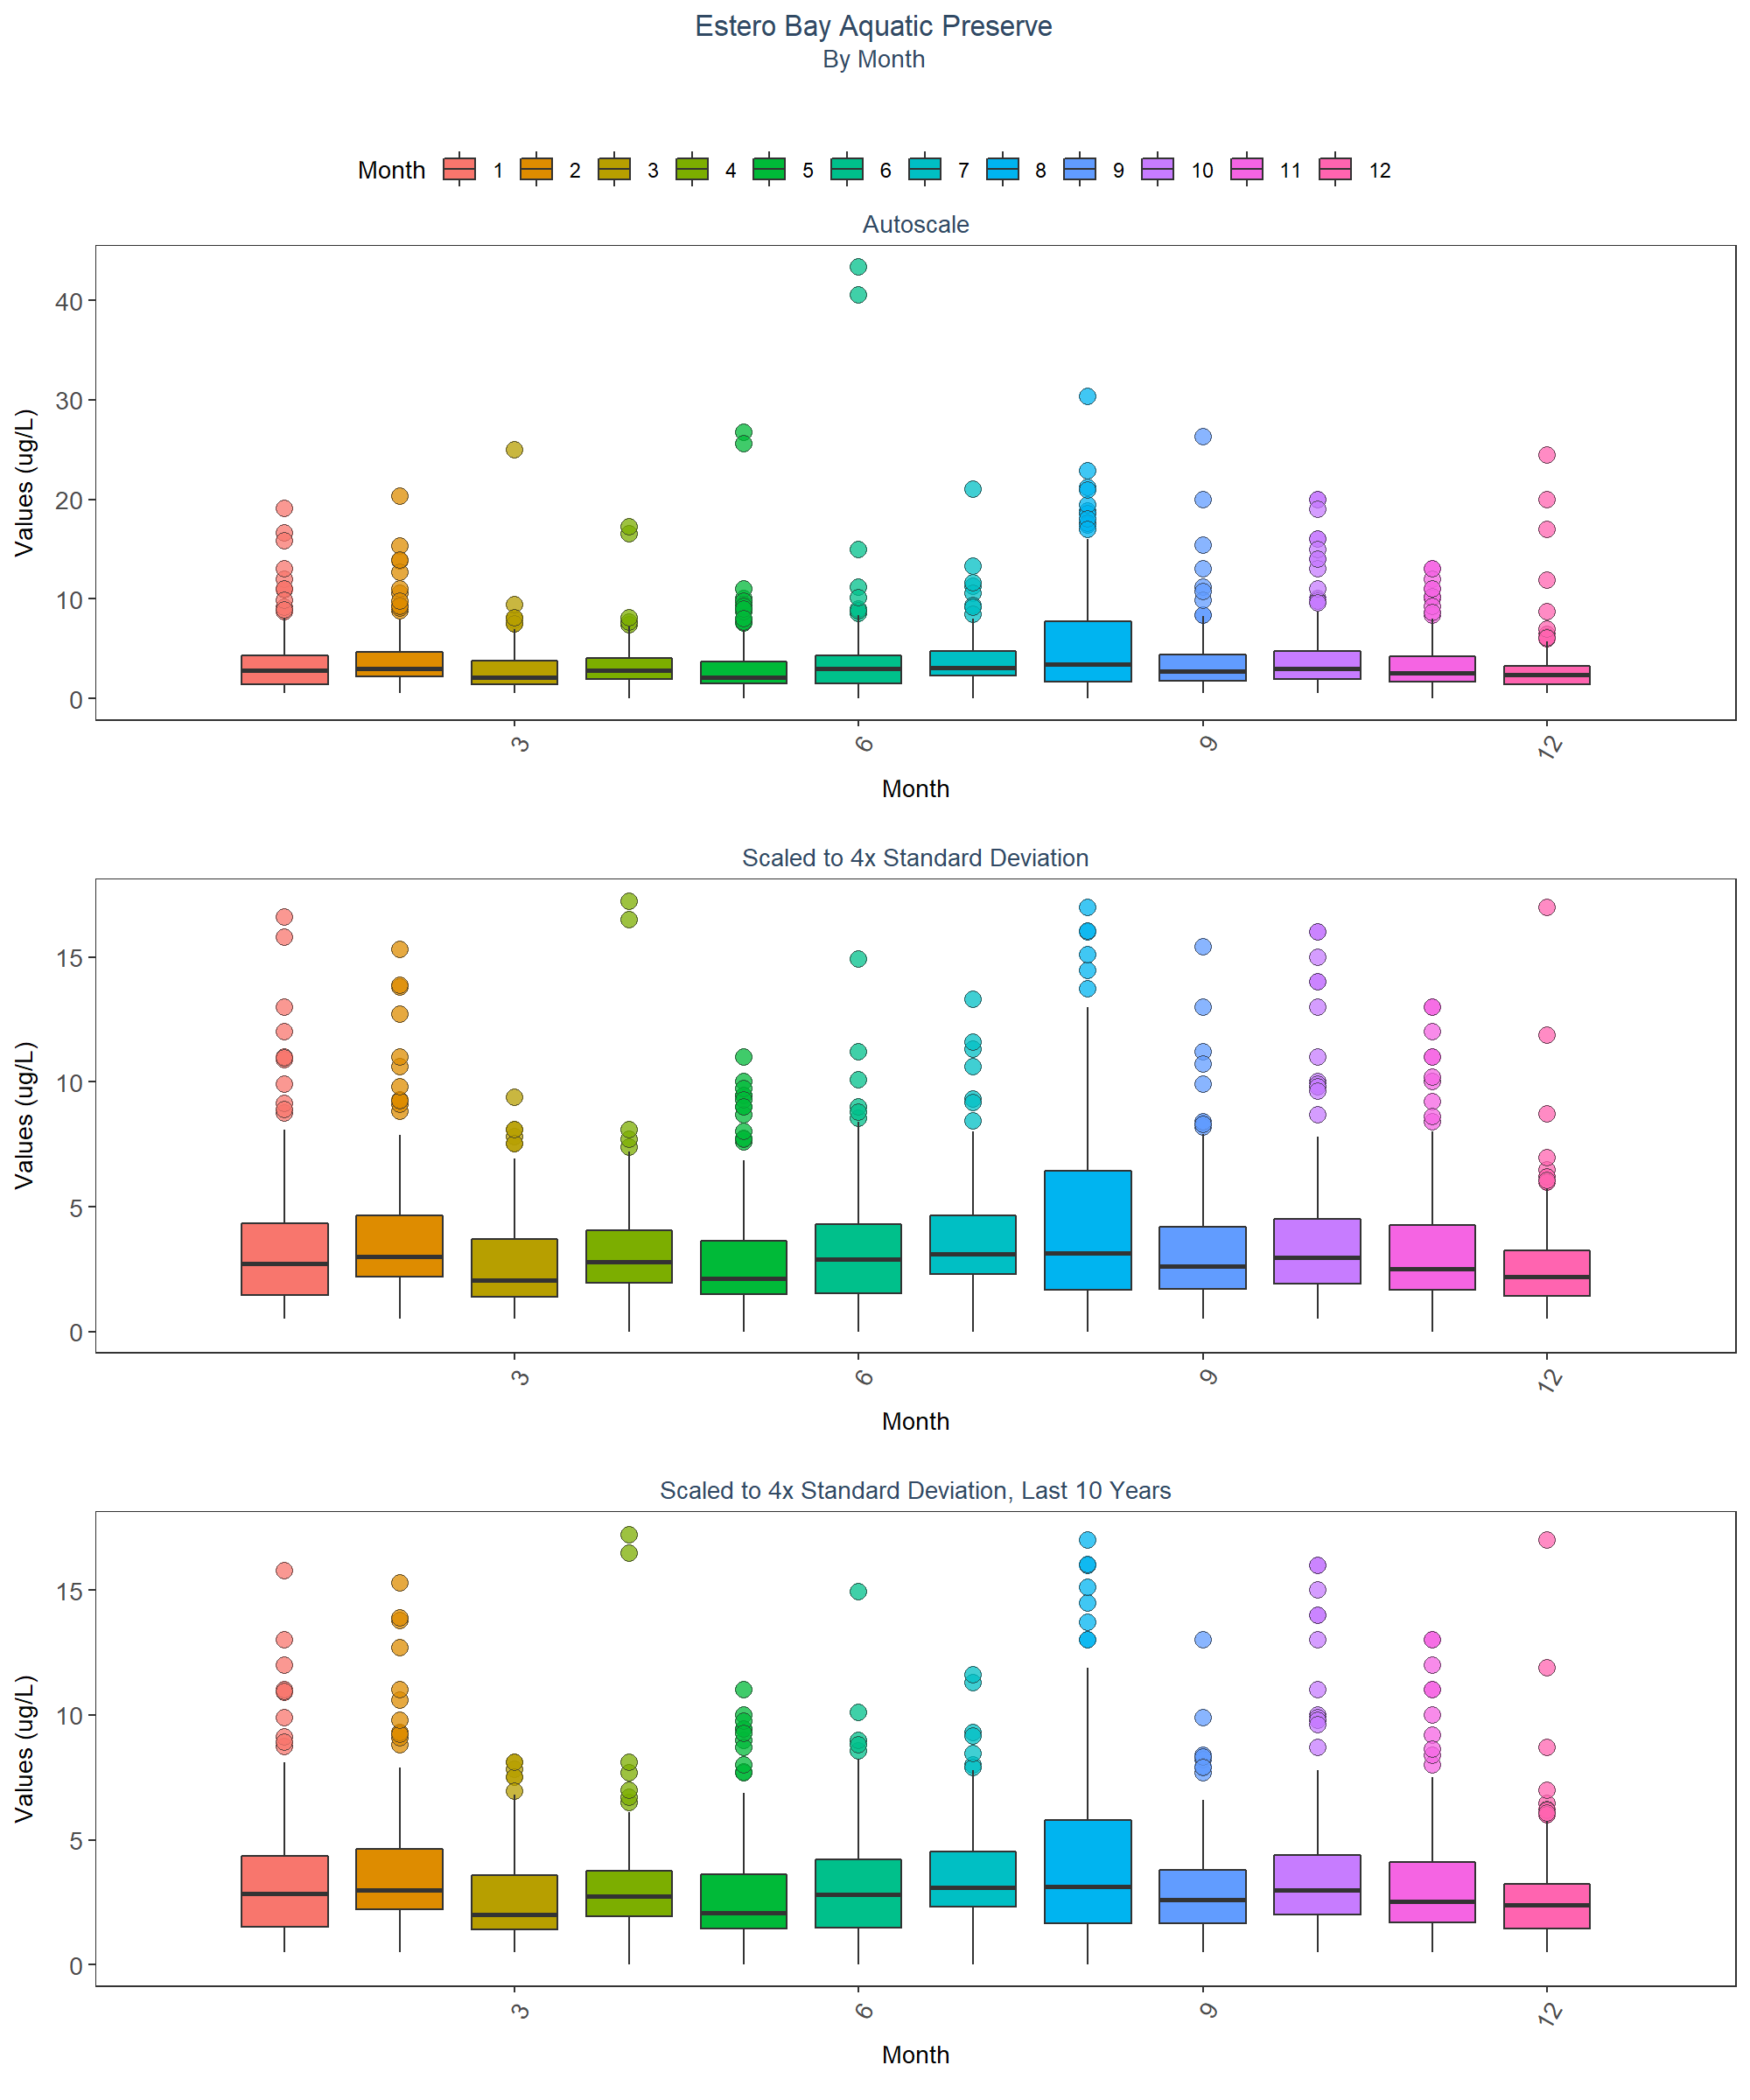 Estero Bay Aquatic Preserve
By Month
Month 1 2 3 4 5 6 7 8 9 10 11 12
Autoscale
Values (ug/L)
40
30
20
10
0
3 6 9 12
Month
Scaled to 4x Standard Deviation
Values (ug/L)
15
10
5
0
3 6 9 12
Month
Scaled to 4x Standard Deviation, Last 10 Years
Values (ug/L)
15
10
5
0
3 6 9 12
Month